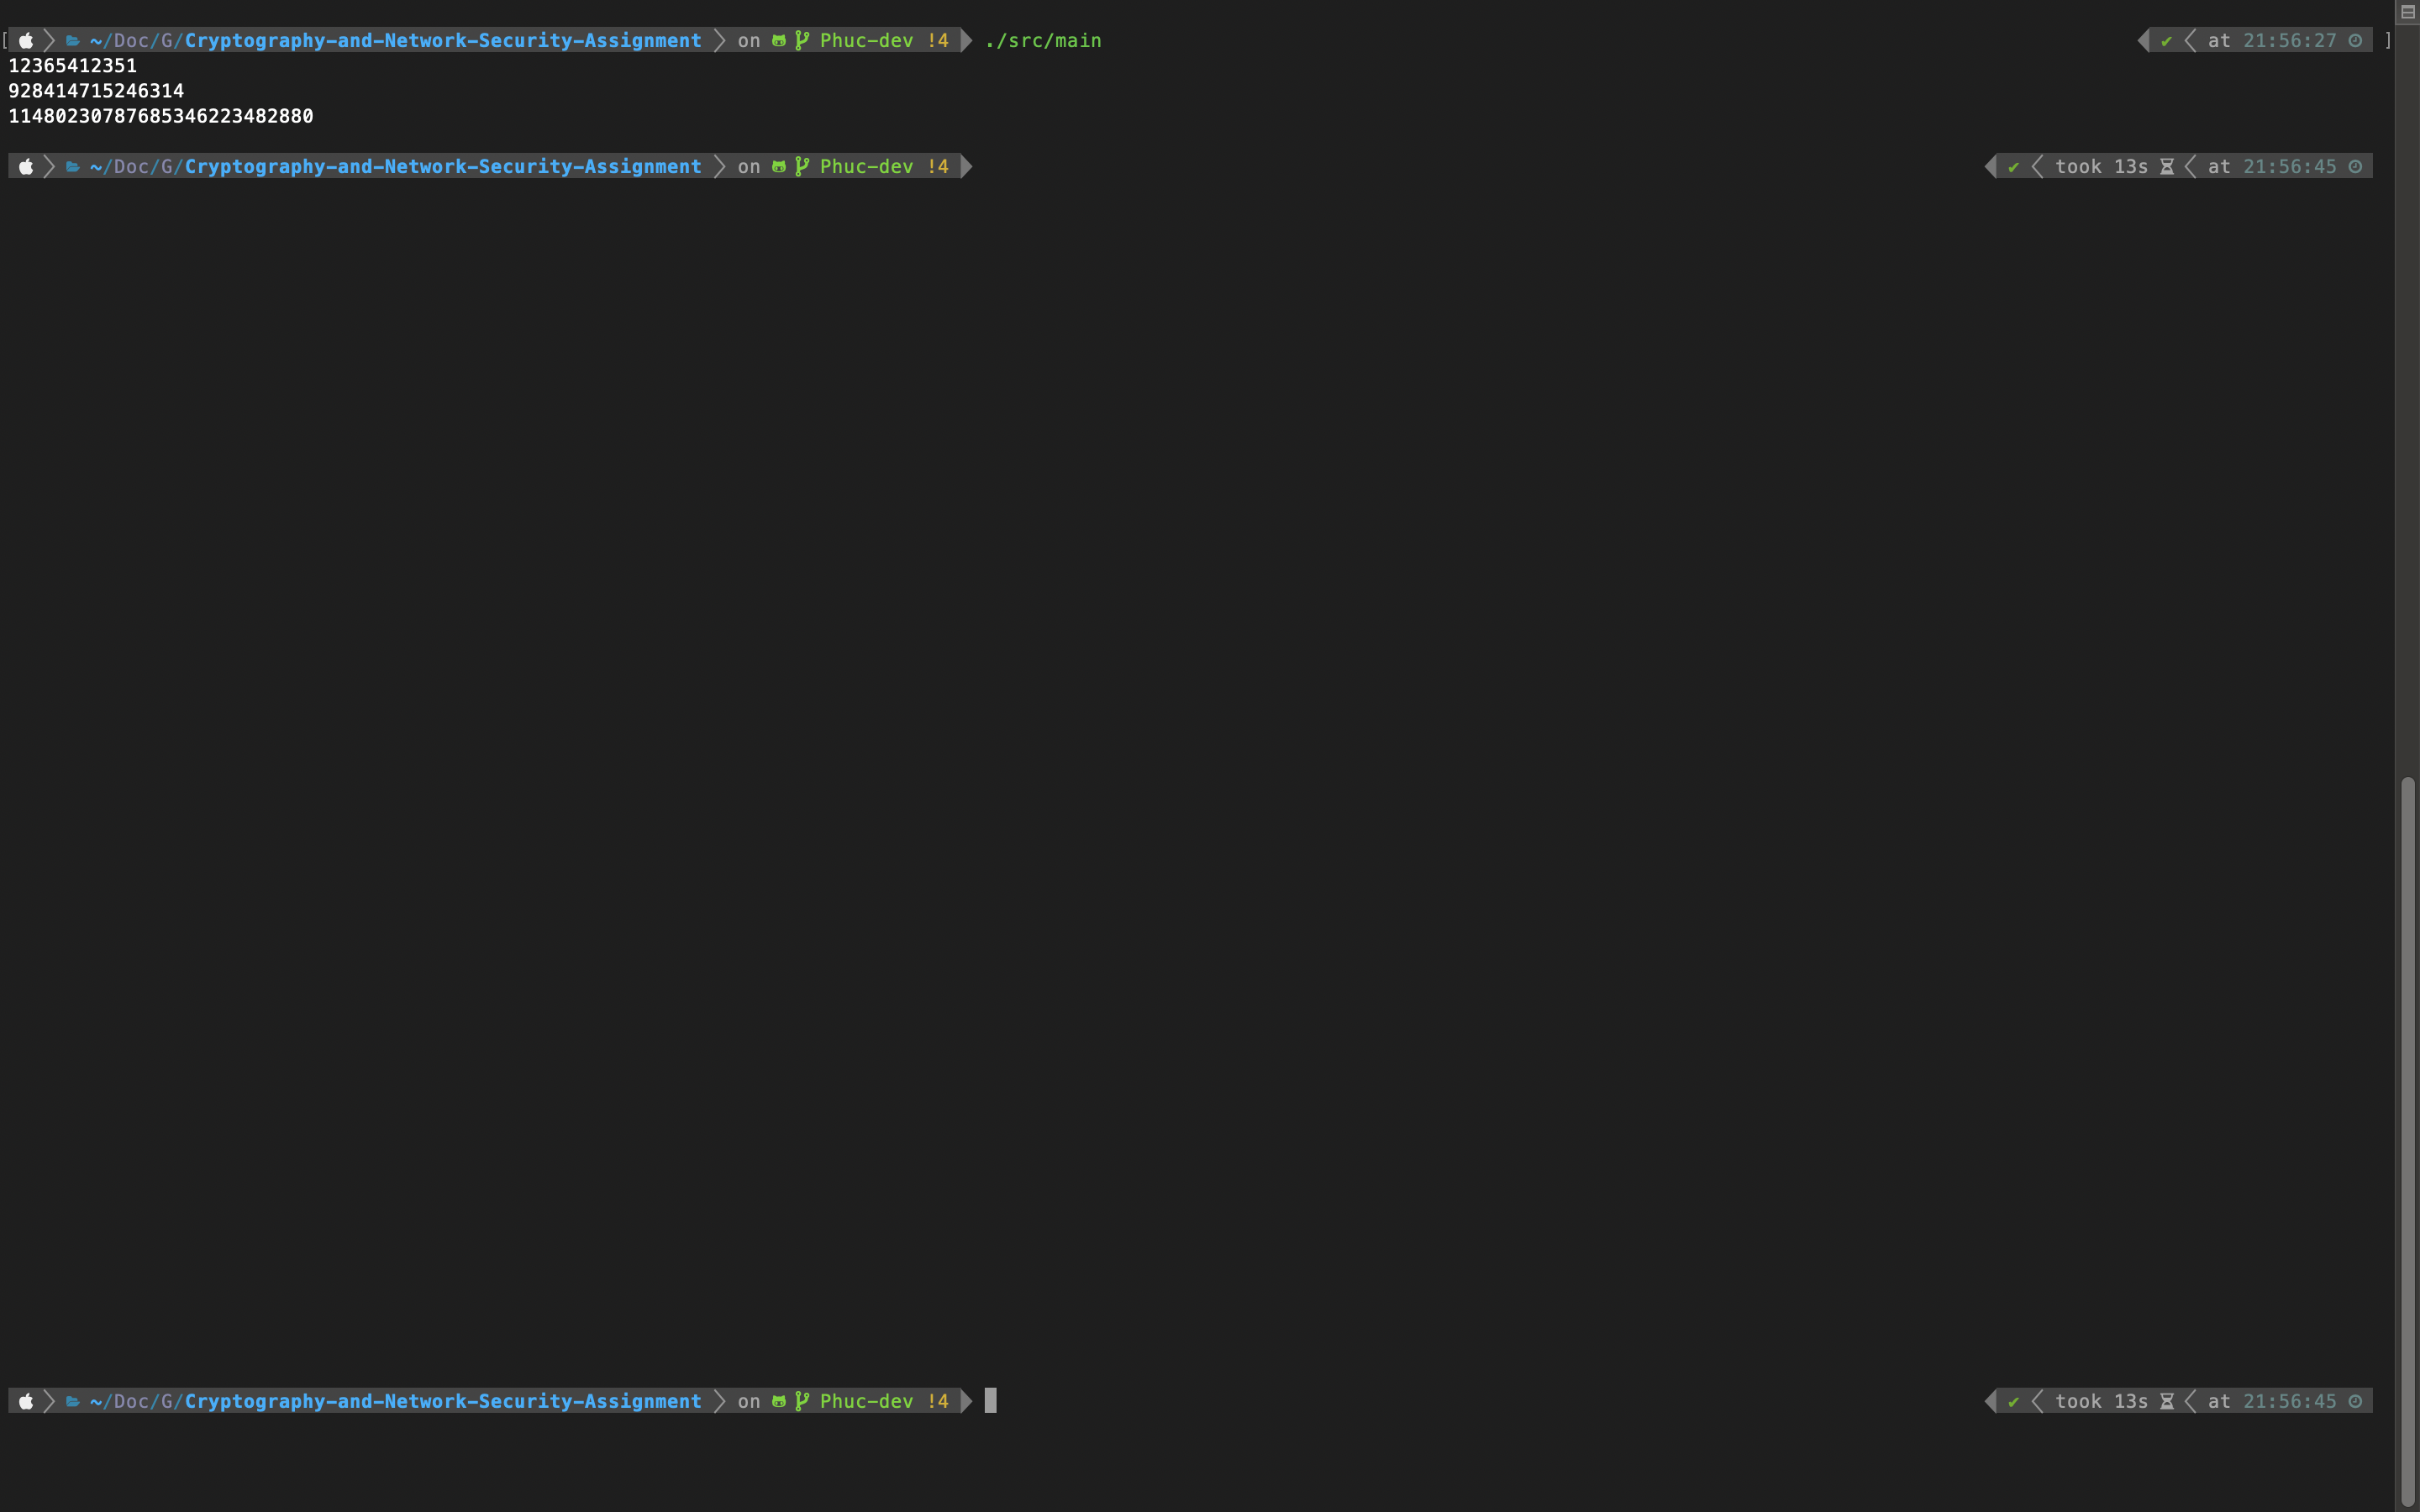 [ ~/Doc/G/Cryptography-and-Network-Security-Assignment on Phuc-dev !4 ./src/main ✔ at 21:56:27 ]
12365412351
928414715246314
11480230787685346223482880
~/Doc/G/Cryptography-and-Network-Security-Assignment on Phuc-dev !4 ✔ took 13s at 21:56:45
~/Doc/G/Cryptography-and-Network-Security-Assignment on Phuc-dev !4 ✔ took 13s at 21:56:45